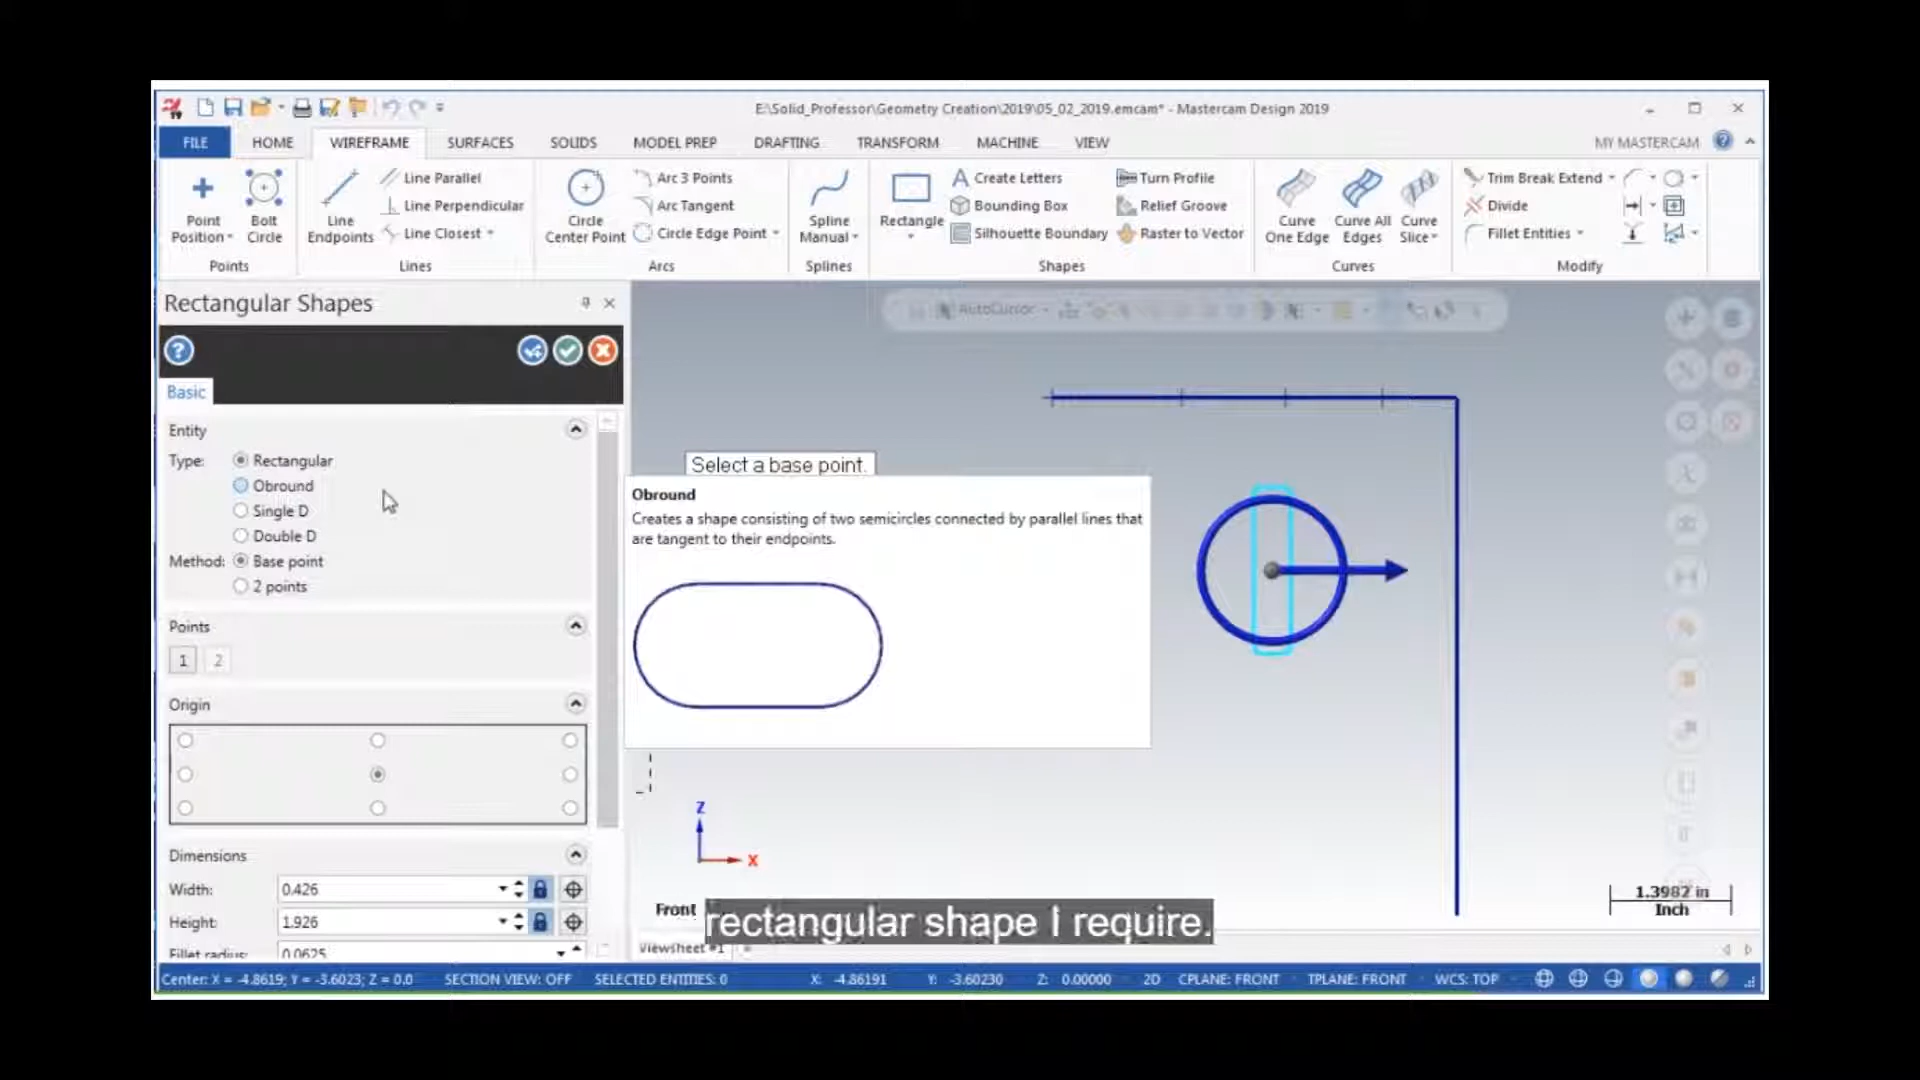 E:\Solid_Professor\Geometry Creation\2019\05_02_2019.emcam* - Mastercam Design 2019
FILE HOME WIREFRAME SURFACES SOLIDS MODEL PREP DRAFTING TRANSFORM MACHINE VIEW MY MASTERCAM
Point Position
Bolt Circle
Points
Line Endpoints
Line Parallel
Line Perpendicular
Line Closest
Lines
Circle Center Point
Arc 3 Points
Arc Tangent
Circle Edge Point
Arcs
Spline Manual
Splines
Rectangle
Create Letters
Bounding Box
Silhouette Boundary
Turn Profile
Relief Groove
Raster to Vector
Shapes
Curve One Edge
Curve All Edges
Curve Slice
Curves
Trim Break Extend
Divide
Fillet Entities
Modify
Rectangular Shapes
AutoCursor
Basic
Entity
Type: Rectangular
Obround
Single D
Double D
Method: Base point
2 points
Points
1 2
Origin
Dimensions
Width: 0.426
Height: 1.926
Fillet radius: 0.0625
Select a base point.
Obround
Creates a shape consisting of two semicircles connected by parallel lines that
are tangent to their endpoints.
Z
X
Front
1.3982 in
Inch
rectangular shape I require.
Viewsheet #1
Center: X = -4.8619; Y = -3.6023; Z = 0.0 SECTION VIEW: OFF SELECTED ENTITIES: 0 X: -4.86191 Y: -3.60230 Z: 0.00000 2D CPLANE: FRONT TPLANE: FRONT WCS: TOP